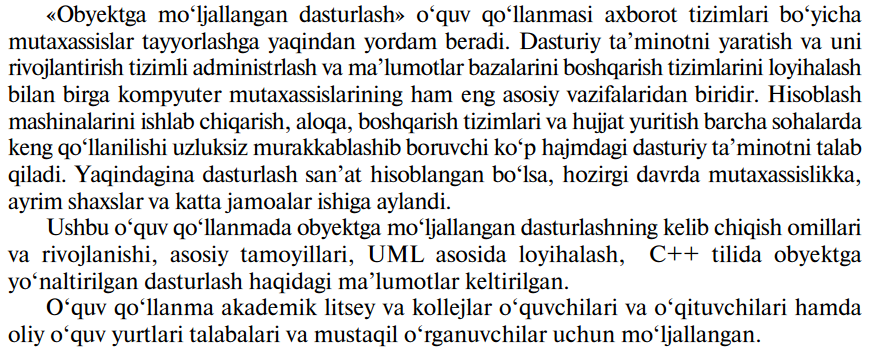 «Obyektga mo‘ljallangan dasturlash» o‘quv qo‘llanmasi axborot tizimlari bo‘yicha
mutaxassislar tayyorlashga yaqindan yordam beradi. Dasturiy ta’minotni yaratish va uni
rivojlantirish tizimli administrlash va ma’lumotlar bazalarini boshqarish tizimlarini loyihalash
bilan birga kompyuter mutaxassislarining ham eng asosiy vazifalaridan biridir. Hisoblash
mashinalarini ishlab chiqarish, aloqa, boshqarish tizimlari va hujjat yuritish barcha sohalarda
keng qo‘llanilishi uzluksiz murakkablashib boruvchi ko‘p hajmdagi dasturiy ta’minotni talab
qiladi. Yaqindagina dasturlash san’at hisoblangan bo‘lsa, hozirgi davrda mutaxassislikka,
ayrim shaxslar va katta jamoalar ishiga aylandi.
Ushbu o‘quv qo‘llanmada obyektga mo‘ljallangan dasturlashning kelib chiqish omillari
va rivojlanishi, asosiy tamoyillari, UML asosida loyihalash, C++ tilida obyektga
yo‘naltirilgan dasturlash haqidagi ma’lumotlar keltirilgan.
O‘quv qo‘llanma akademik litsey va kollejlar o‘quvchilari va o‘qituvchilari hamda
oliy o‘quv yurtlari talabalari va mustaqil o‘rganuvchilar uchun mo‘ljallangan.